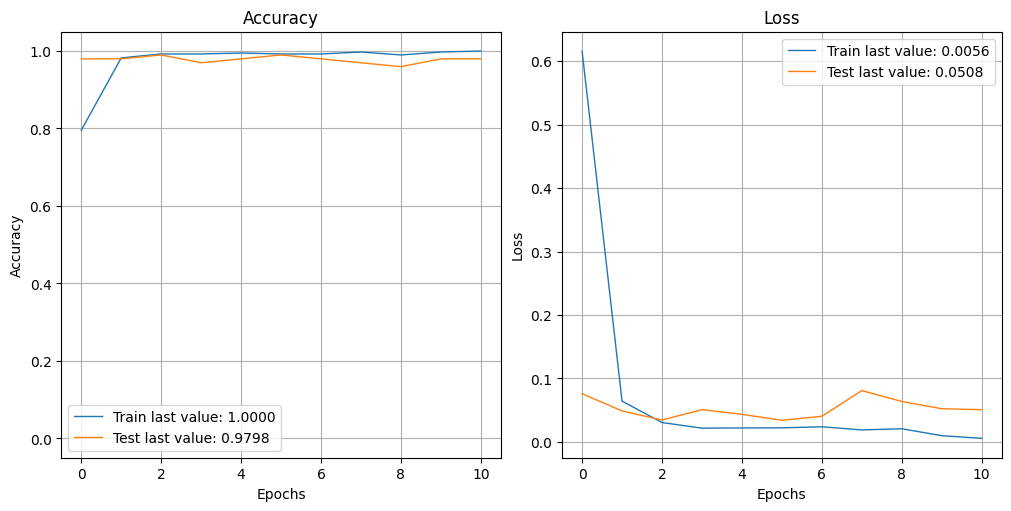 Accuracy
1.0
0.8
0.6
0.4
0.2
0.0
Accuracy
Train last value: 1.0000
Test last value: 0.9798
0 2 4 6 8 10
Epochs
Loss
0.6
0.5
0.4
0.3
0.2
0.1
0.0
Loss
Train last value: 0.0056
Test last value: 0.0508
0 2 4 6 8 10
Epochs